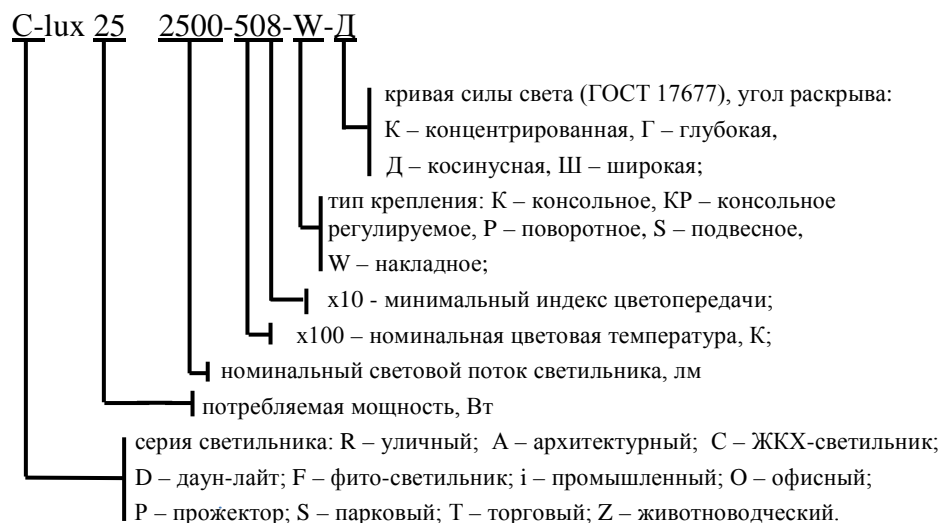 C-lux 25 2500-508-W-Д
кривая силы света (ГОСТ 17677), угол раскрыва:
К – концентрированная, Г – глубокая,
Д – косинусная, Ш – широкая;
тип крепления: К – консольное, КР – консольное
регулируемое, Р – поворотное, S – подвесное,
W – накладное;
х10 - минимальный индекс цветопередачи;
х100 – номинальная цветовая температура, К;
номинальный световой поток светильника, лм
потребляемая мощность, Вт
серия светильника: R – уличный; А – архитектурный; С – ЖКХ-светильник;
D – даун-лайт; F – фито-светильник; i – промышленный; О – офисный;
Р – прожектор; S – парковый; Т – торговый; Z – животноводческий.